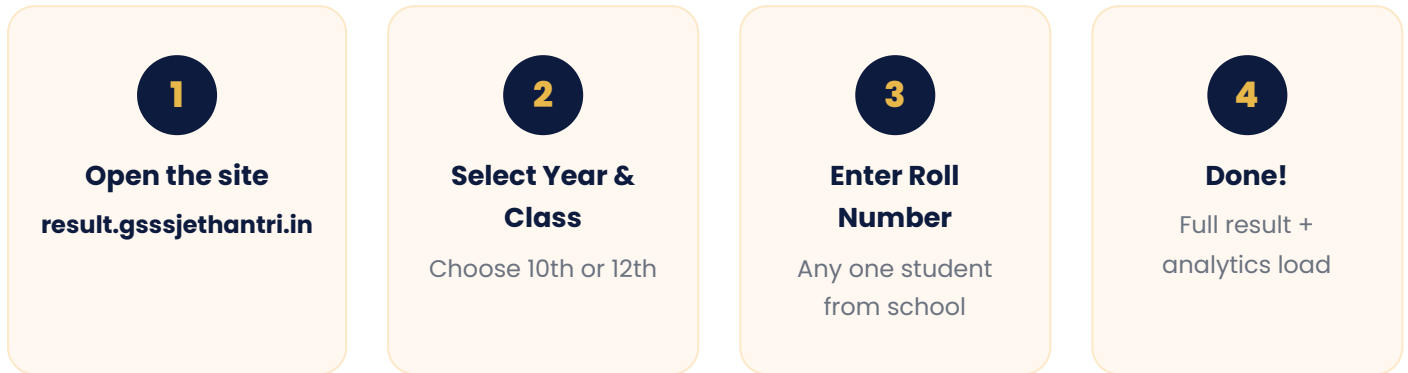 1
Open the site
result.gsssjethantri.in
2
Select Year &
Class
Choose 10th or 12th
3
Enter Roll
Number
Any one student
from school
4
Done!
Full result +
analytics load